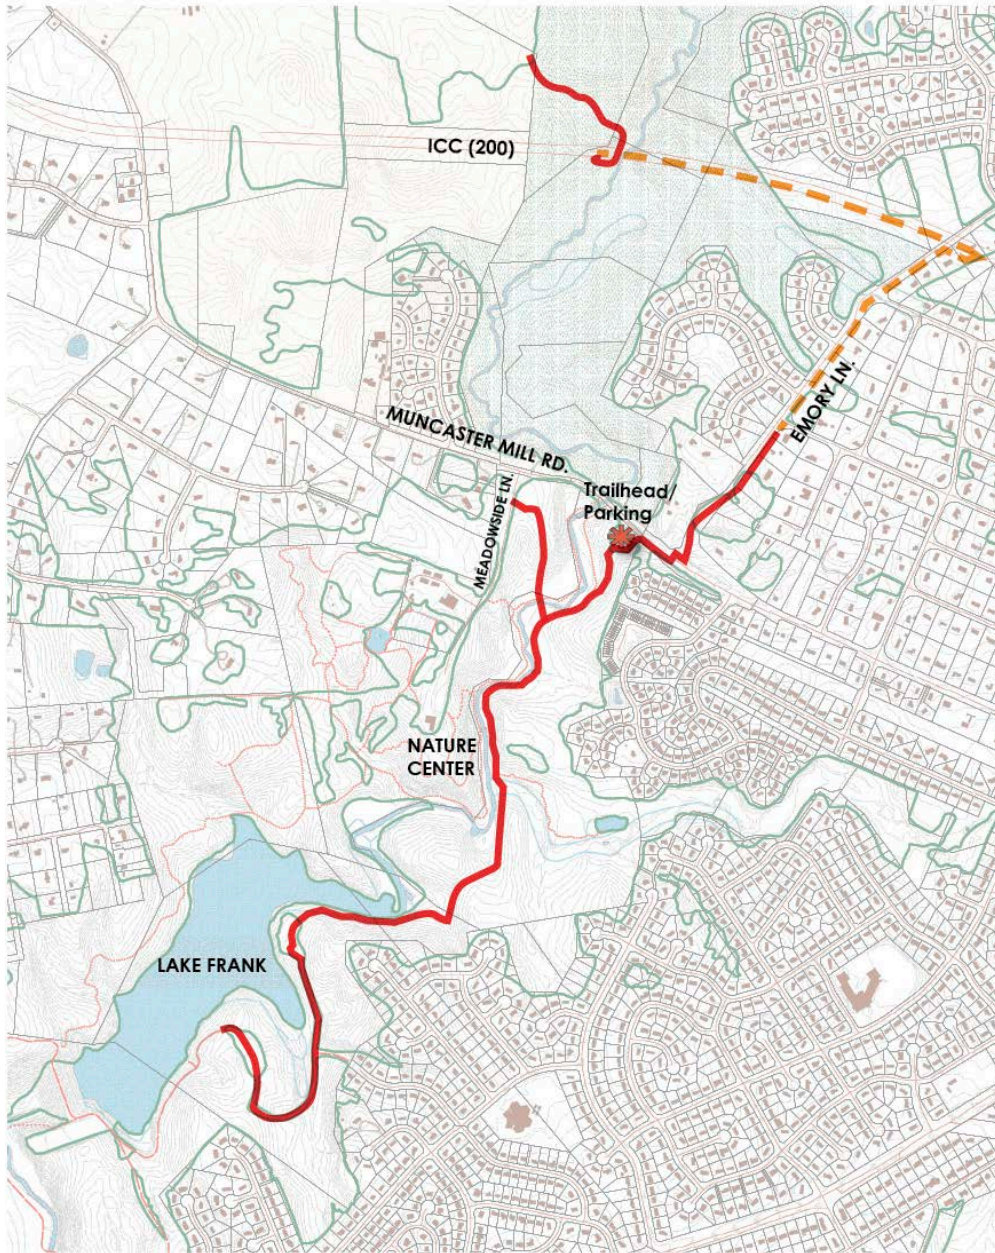 ICC (200)
EMORY LN.
MUNCASTER MILL RD.
MEADOWSIDE LN.
Trailhead/
Parking
NATURE
CENTER
LAKE FRANK